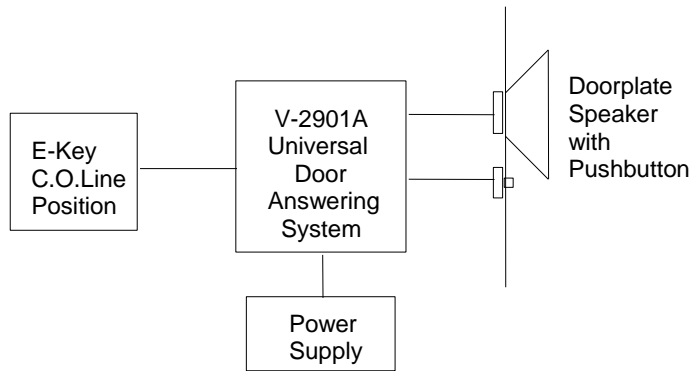 E-Key
C.O.Line
Position
V-2901A
Universal
Door
Answering
System
Doorplate
Speaker
with
Pushbutton
Power
Supply